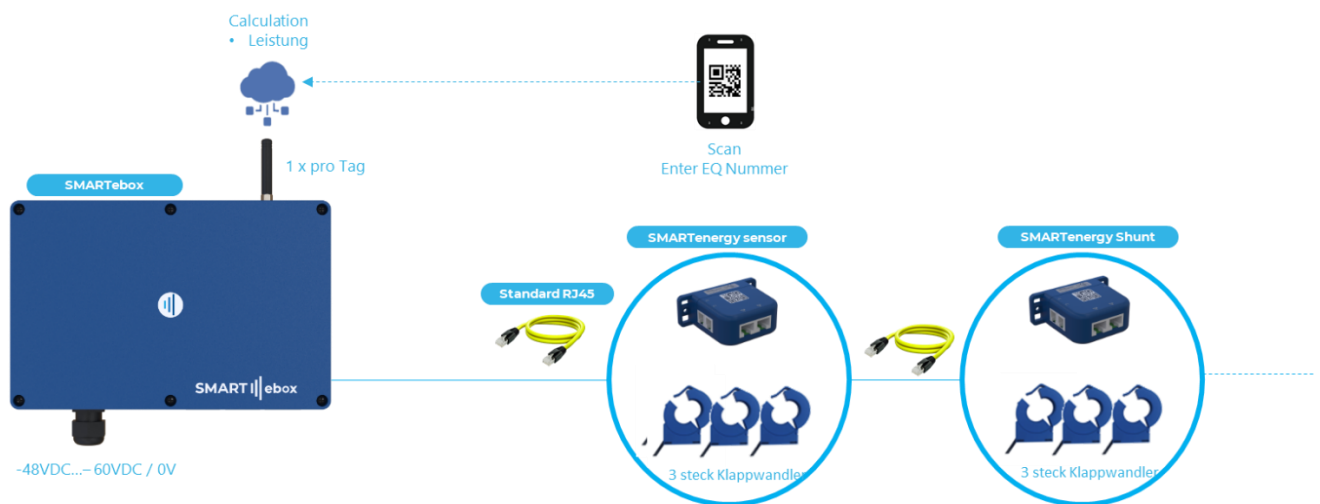 Calculation
• Leistung
1 x pro Tag
Scan
Enter EQ Nummer
SMARTebox
SMART ebox
-48VDC...– 60VDC / 0V
Standard RJ45
SMARTenergy sensor
3 steck Klappwandler
SMARTenergy Shunt
3 steck Klappwandler